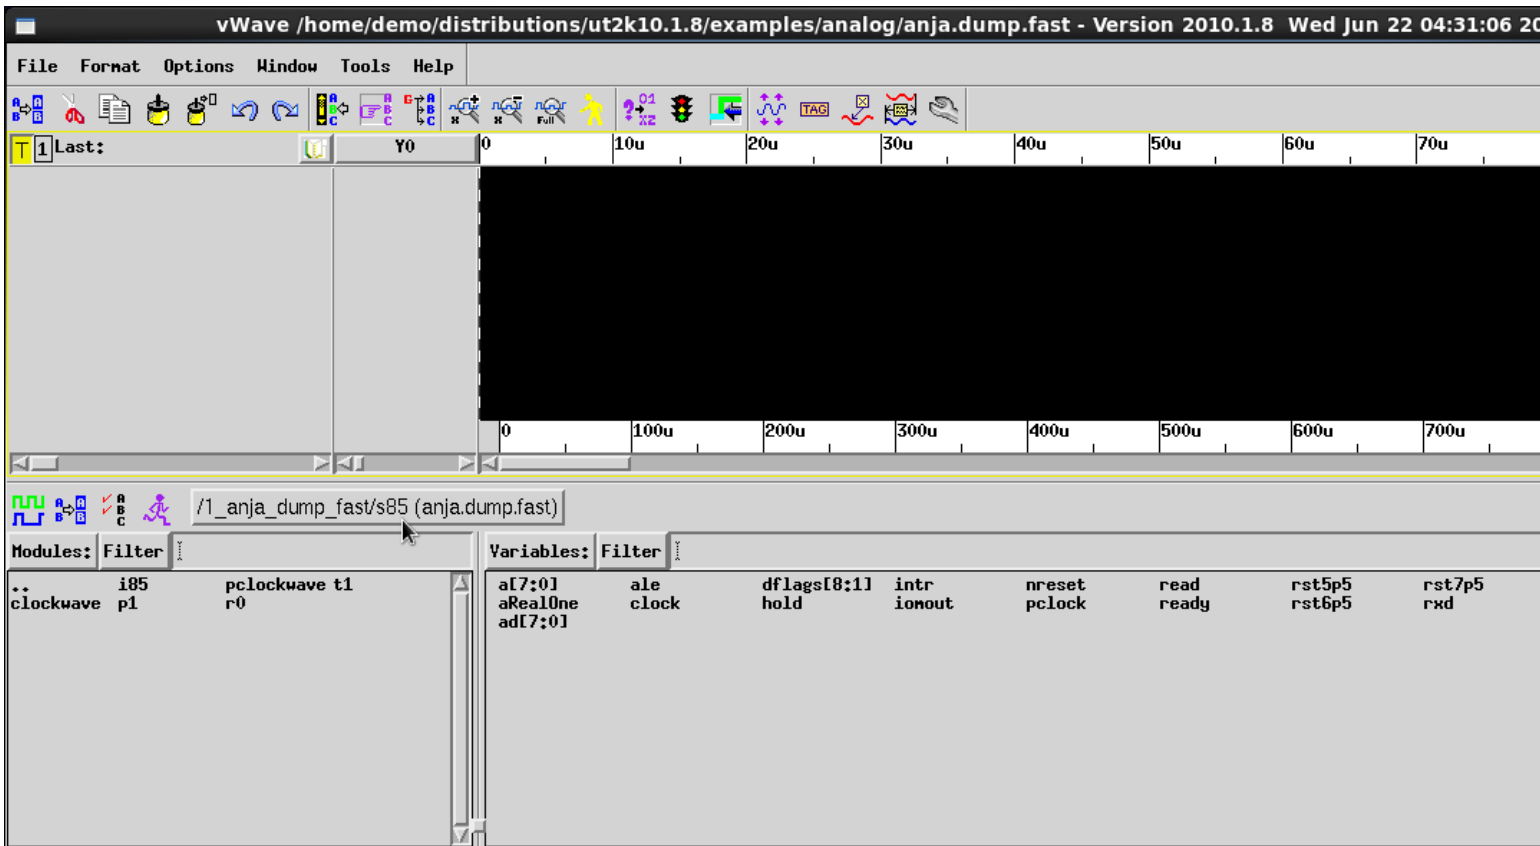 vWave /home/demo/distributions/ut2k10.1.8/examples/analog/anja.dump.fast - Version 2010.1.8 Wed Jun 22 04:31:06 20
File Format Options Window Tools Help
A B A B A B C A B C G A B C x x Full ? 01 XZ TAG
T 1 Last: Y0 0 10u 20u 30u 40u 50u 60u 70u
0 100u 200u 300u 400u 500u 600u 700u
A B A B A B C /1_anja_dump_fast/s85 (anja.dump.fast)
Modules: Filter Variables: Filter
.. i85 pclockwave t1 a[7:0] ale dflags[8:1] intr nreset read rst5p5 rst7p5
clockwave p1 r0 aRealOne clock hold iomout pclock ready rst6p5 rxd
ad[7:0]